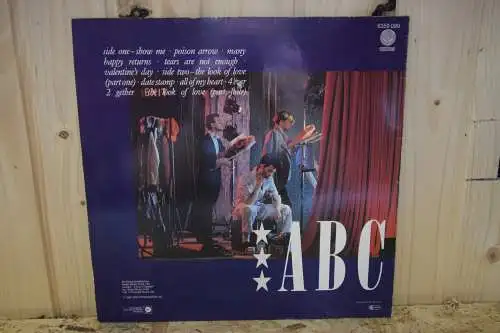 6359 099
side one–show me · poison arrow · many
happy returns · tears are not enough
valentine's day · side two–the look of love
(part one) · date stamp · all of my heart · 4 ever
2 gether · the look of love (part four)
ABC